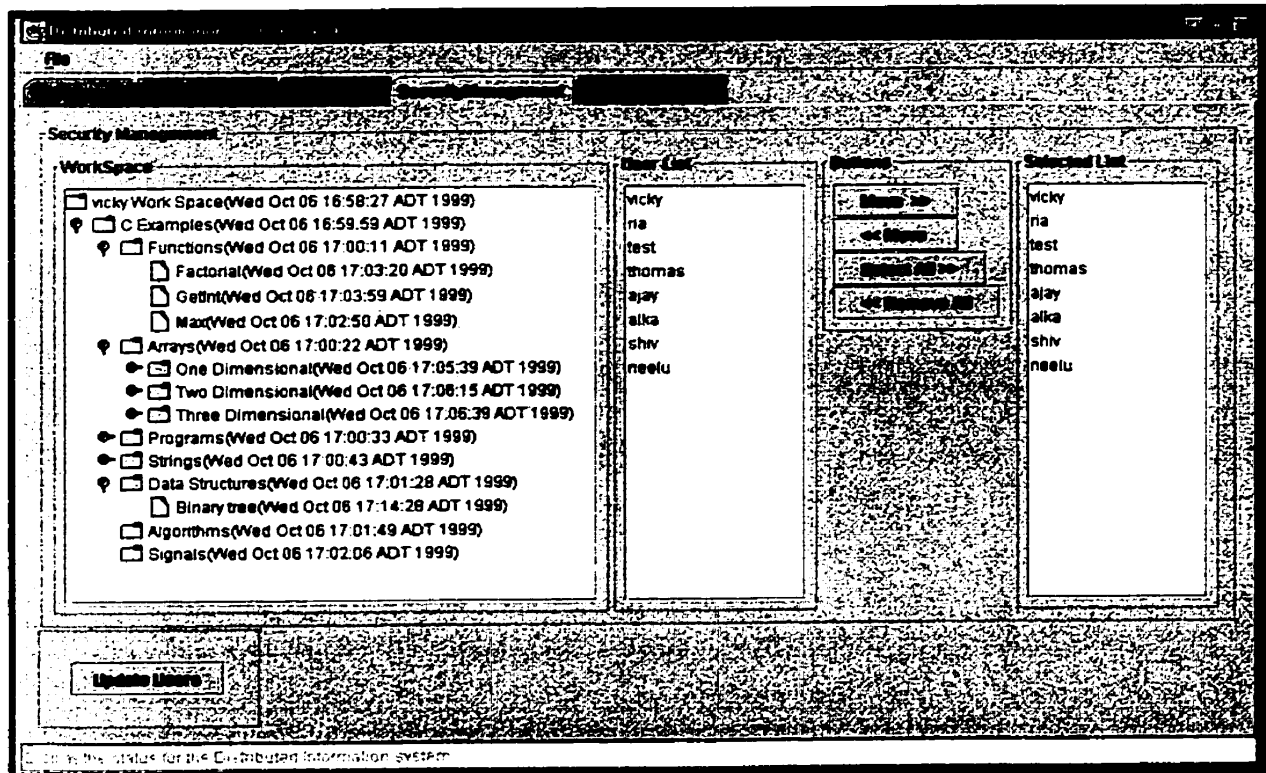 Distributed
File
Security Management
WorkSpace
User List
Buttons
Selected List
vicky Work Space(Wed Oct 06 16:58:27 ADT 1999)
C Examples(Wed Oct 06 16:59:59 ADT 1999)
Functions(Wed Oct 06 17:00:11 ADT 1999)
Factorial(Wed Oct 06 17:03:20 ADT 1999)
GetInt(Wed Oct 06 17:03:59 ADT 1999)
Max(Wed Oct 06 17:02:50 ADT 1999)
Arrays(Wed Oct 06 17:00:22 ADT 1999)
One Dimensional(Wed Oct 06 17:05:39 ADT 1999)
Two Dimensional(Wed Oct 06 17:06:15 ADT 1999)
Three Dimensional(Wed Oct 06 17:06:39 ADT 1999)
Programs(Wed Oct 06 17:00:33 ADT 1999)
Strings(Wed Oct 06 17:00:43 ADT 1999)
Data Structures(Wed Oct 06 17:01:28 ADT 1999)
Binary tree(Wed Oct 06 17:14:28 ADT 1999)
Algorithms(Wed Oct 06 17:01:49 ADT 1999)
Signals(Wed Oct 06 17:02:06 ADT 1999)
vicky
ria
test
thomas
ajay
alka
shiv
neelu
Move >>
<< Move
Select All >>
<< Remove All
vicky
ria
test
thomas
ajay
alka
shiv
neelu
Update Users
the status for the Distributed Information system